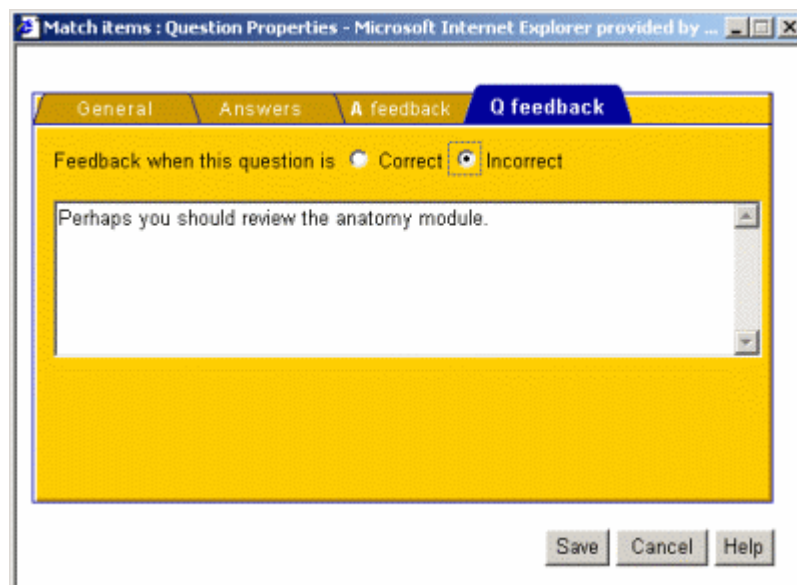 Match items : Question Properties - Microsoft Internet Explorer provided by ...
General Answers A feedback Q feedback
Feedback when this question is Correct Incorrect
Perhaps you should review the anatomy module.
Save Cancel Help